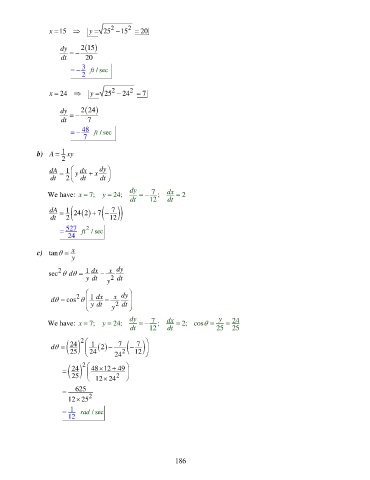 x = 15 ⇒ y = √(25² − 15²) = 20
dy/dt = − 2(15)/20
= − 3/2 ft / sec
x = 24 ⇒ y = √(25² − 24²) = 7
dy/dt = − 2(24)/7
= − 48/7 ft / sec
b) A = 1/2 xy
dA/dt = 1/2 ( y dx/dt + x dy/dt )
We have: x = 7; y = 24; dy/dt = − 7/12; dx/dt = 2
dA/dt = 1/2 ( 24(2) + 7( − 7/12 ) )
= 527/24 ft² / sec
c) tan θ = x/y
sec² θ dθ = 1/y dx/dt − x/y² dy/dt
dθ = cos² θ ( 1/y dx/dt − x/y² dy/dt )
We have: x = 7; y = 24; dy/dt = − 7/12; dx/dt = 2; cos θ = y/25 = 24/25
dθ = (24/25)² ( 1/24 (2) − 7/24² ( − 7/12 ) )
= (24/25)² ( 48 × 12 + 49 / 12 × 24² )
= 625 / 12 × 25²
= 1/12 rad / sec
186